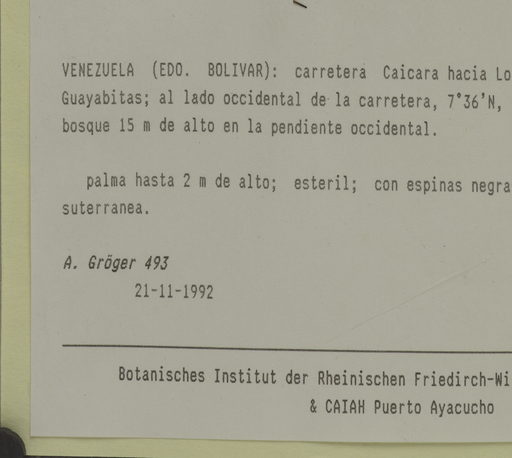 VENEZUELA (EDO. BOLIVAR): carretera Caicara hacia Lo
Guayabitas; al lado occidental de la carretera, 7°36'N,
bosque 15 m de alto en la pendiente occidental.
palma hasta 2 m de alto; esteril; con espinas negra
suterranea.
A. Gröger 493
21-11-1992
Botanisches Institut der Rheinischen Friedirch-Wi
& CAIAH Puerto Ayacucho